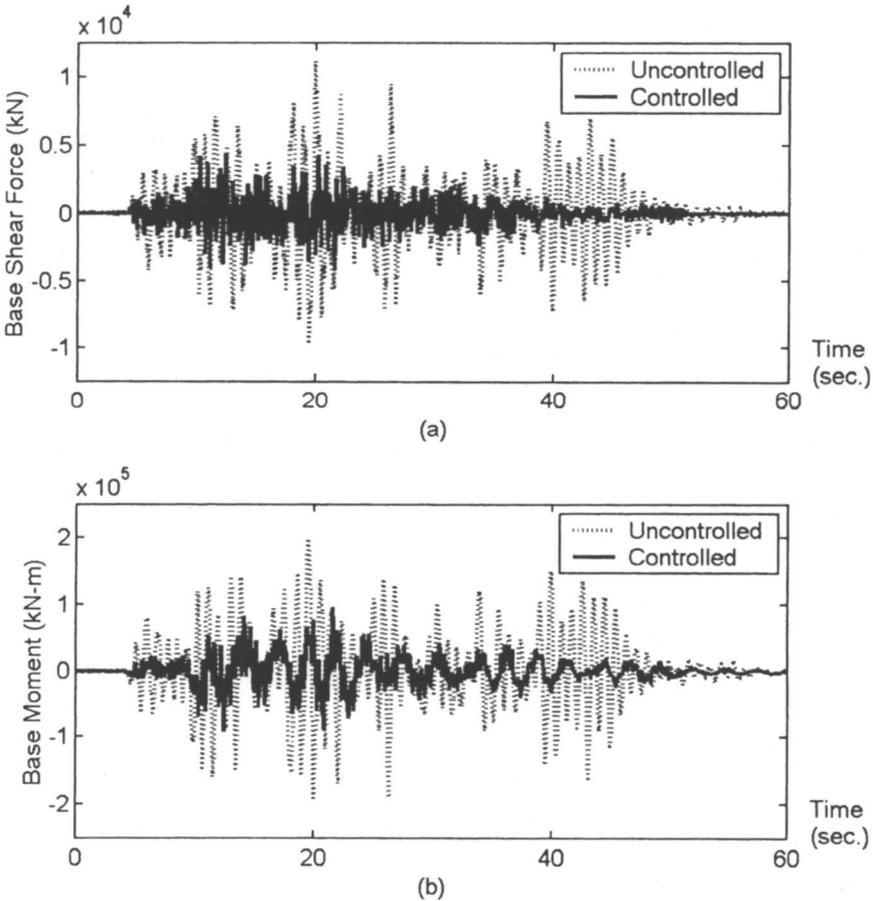 x 10^4
1
0.5
0
-0.5
-1
Base Shear Force (kN)
Uncontrolled
Controlled
0
20
40
60
Time
(sec.)
(a)
x 10^5
2
1
0
-1
-2
Base Moment (kN-m)
Uncontrolled
Controlled
0
20
40
60
Time
(sec.)
(b)